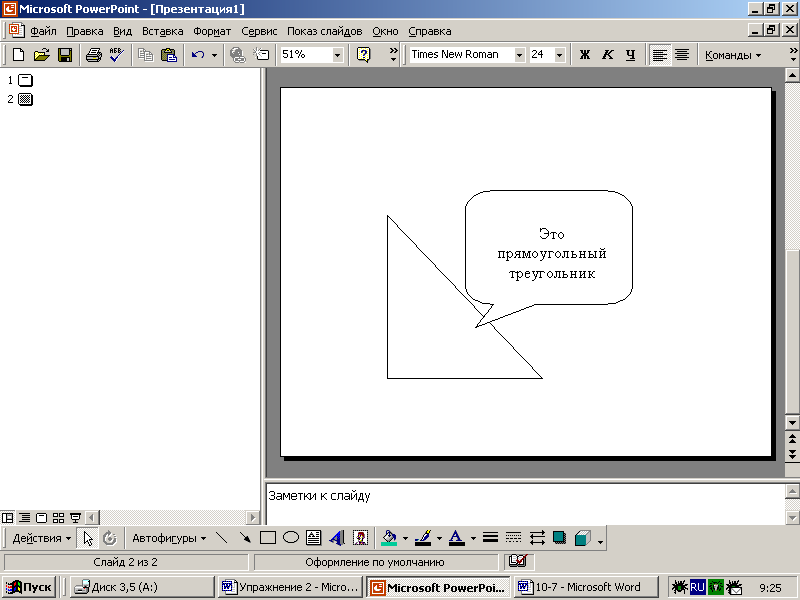 Microsoft PowerPoint - [Презентация1]
Файл Правка Вид Вставка Формат Сервис Показ слайдов Окно Справка
51% Times New Roman 24 Ж К Ч Команды
1
2
Это
прямоугольный
треугольник
Заметки к слайду
Действия Автофигуры
Слайд 2 из 2 Оформление по умолчанию
Пуск Диск 3,5 (A:) Упражнение 2 - Micro... Microsoft PowerPoi... 10-7 - Microsoft Word RU 9:25